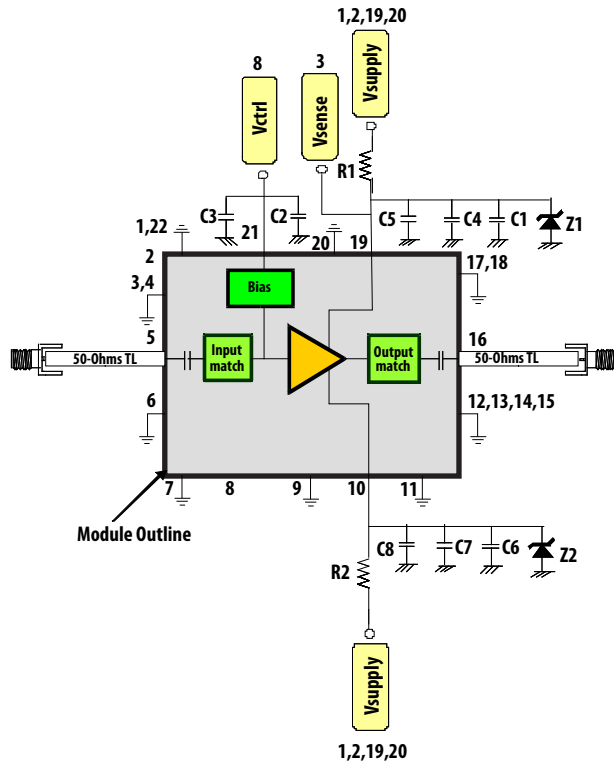 1,2,19,20
8
3
Vctrl
Vsense
Vsupply
R1
C3
C2
C5
C4
C1
Z1
1,22
21
20
19
2
17,18
3,4
Bias
5
16
50-Ohms TL
Input
match
Output
match
50-Ohms TL
6
12,13,14,15
7
8
9
10
11
Module Outline
C8
C7
C6
Z2
R2
Vsupply
1,2,19,20